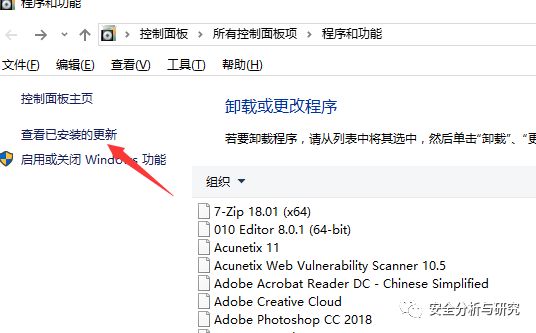 程序和功能
控制面板 > 所有控制面板项 > 程序和功能
文件(F) 编辑(E) 查看(V) 工具(T) 帮助(H)
控制面板主页
卸载或更改程序
查看已安装的更新
若要卸载程序，请从列表中将其选中，然后单击“卸载”、“更
启用或关闭 Windows 功能
组织
7-Zip 18.01 (x64)
010 Editor 8.0.1 (64-bit)
Acunetix 11
Acunetix Web Vulnerability Scanner 10.5
Adobe Acrobat Reader DC - Chinese Simplified
Adobe Creative Cloud
Adobe Photoshop CC 2018
安全分析与研究